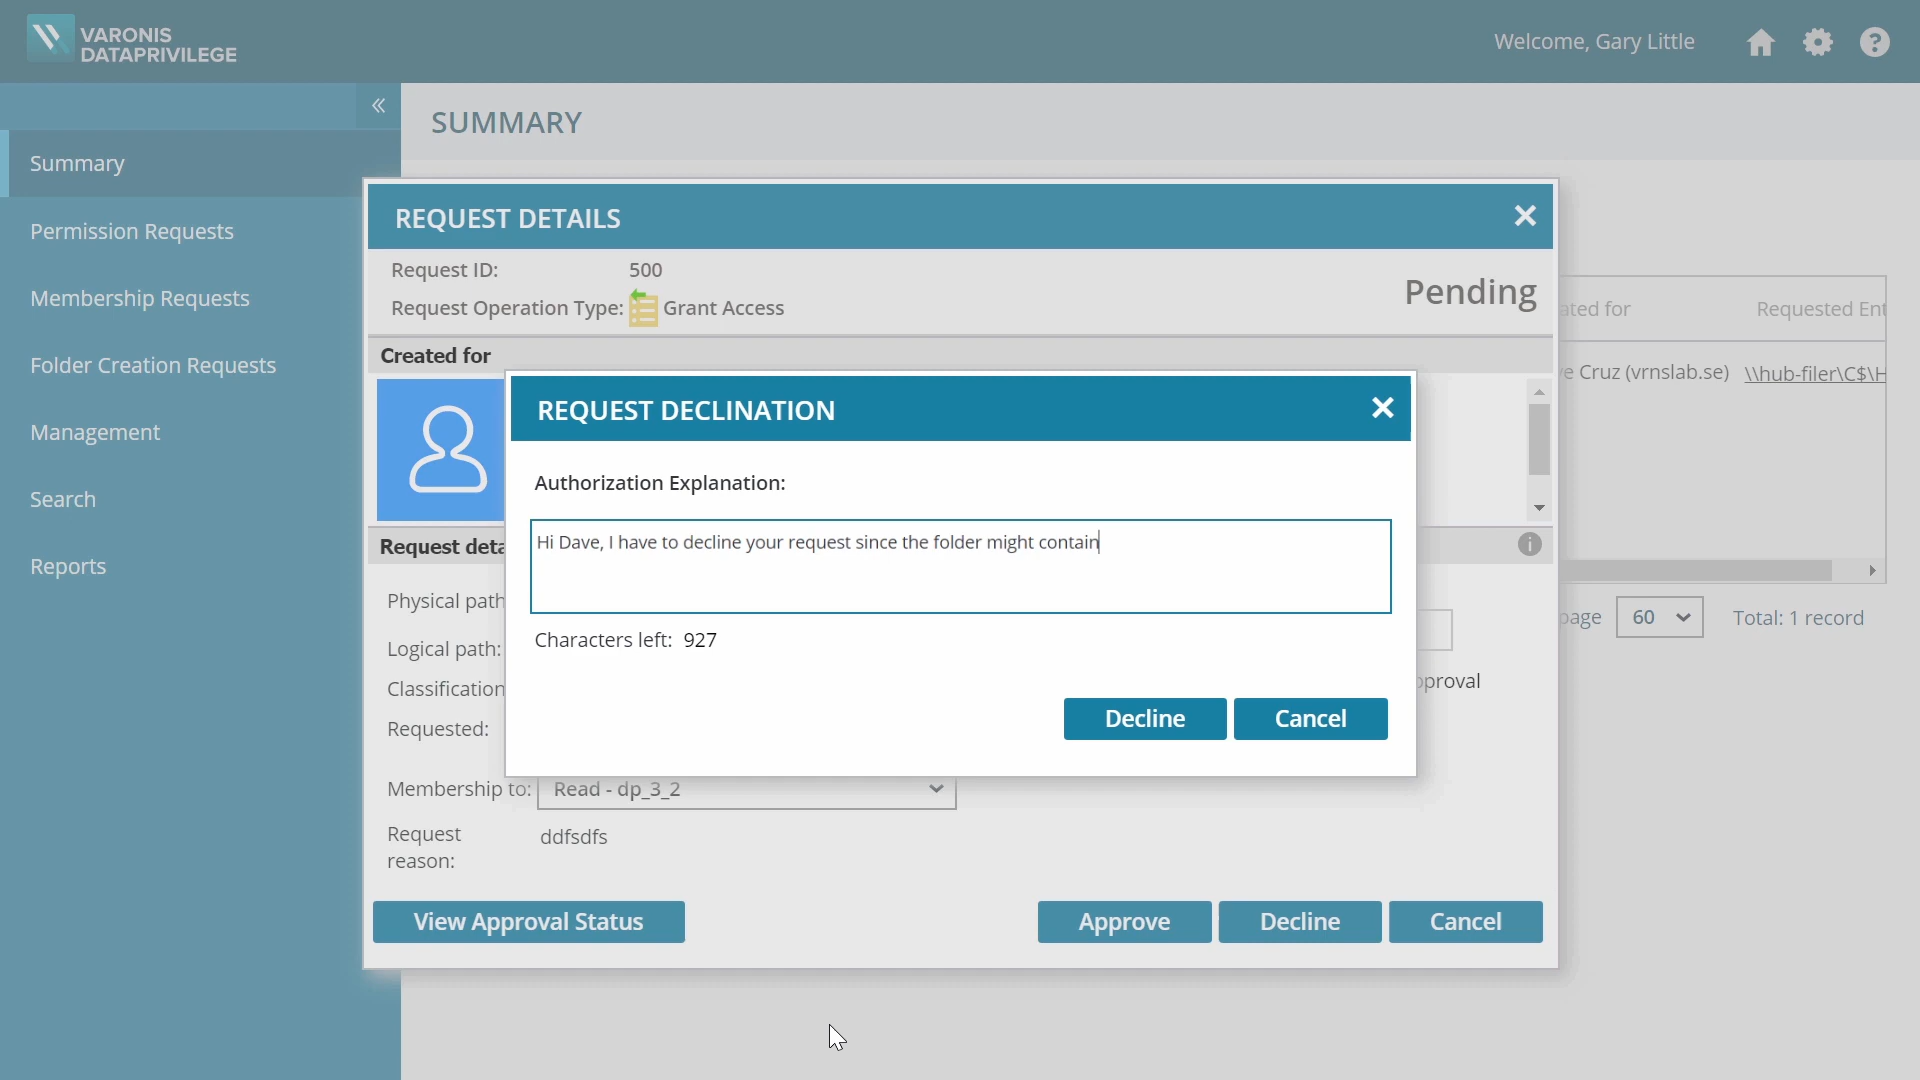 VARONIS
DATAPRIVILEGE
Welcome, Gary Little
SUMMARY
Summary
Permission Requests
Membership Requests
Folder Creation Requests
Management
Search
Reports
REQUEST DETAILS
Request ID: 500
Request Operation Type: Grant Access
Pending
Created for
ated for Requested Ent
e Cruz (vrnslab.se) \\hub-filer\C$\H
REQUEST DECLINATION
Authorization Explanation:
Hi Dave, I have to decline your request since the folder might contain
Characters left: 927
Decline Cancel
Request deta
Physical path
Logical path:
Classification
Requested:
pproval
page 60 Total: 1 record
Membership to: Read - dp_3_2
Request
reason:
ddfsdfs
View Approval Status Approve Decline Cancel